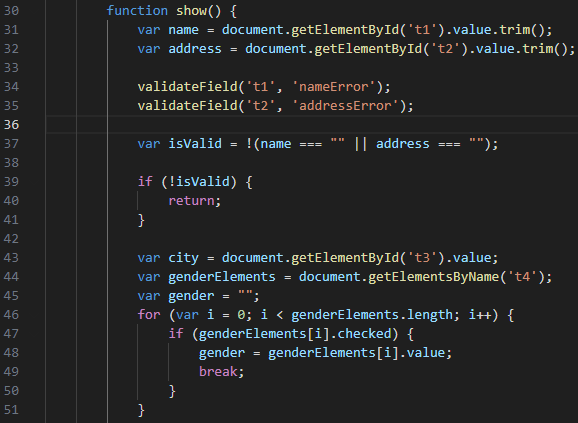 30 function show() {
31 var name = document.getElementById('t1').value.trim();
32 var address = document.getElementById('t2').value.trim();
33
34 validateField('t1', 'nameError');
35 validateField('t2', 'addressError');
36
37 var isValid = !(name === "" || address === "");
38
39 if (!isValid) {
40 return;
41 }
42
43 var city = document.getElementById('t3').value;
44 var genderElements = document.getElementsByName('t4');
45 var gender = "";
46 for (var i = 0; i < genderElements.length; i++) {
47 if (genderElements[i].checked) {
48 gender = genderElements[i].value;
49 break;
50 }
51 }